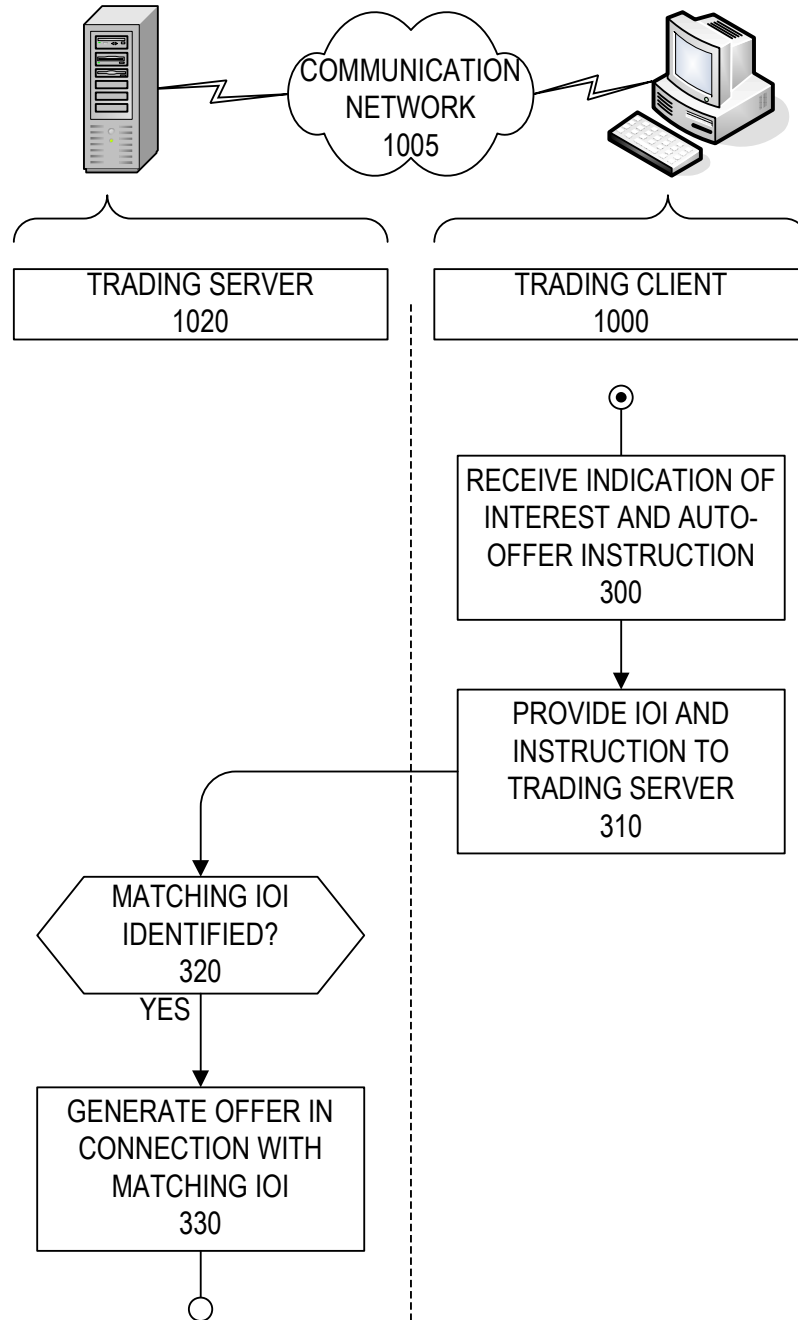 COMMUNICATION
NETWORK
1005
TRADING SERVER
1020
TRADING CLIENT
1000
RECEIVE INDICATION OF
INTEREST AND AUTO-
OFFER INSTRUCTION
300
PROVIDE IOI AND
INSTRUCTION TO
TRADING SERVER
310
MATCHING IOI
IDENTIFIED?
320
YES
GENERATE OFFER IN
CONNECTION WITH
MATCHING IOI
330